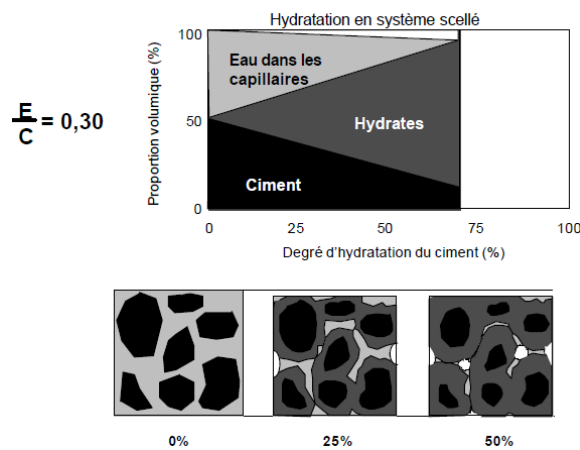 Hydratation en système scellé
Proportion volumique (%)
100
50
0
Eau dans les
capillaires
Hydrates
Ciment
E
C = 0,30
0 25 50 75 100
Degré d'hydratation du ciment (%)
0% 25% 50%